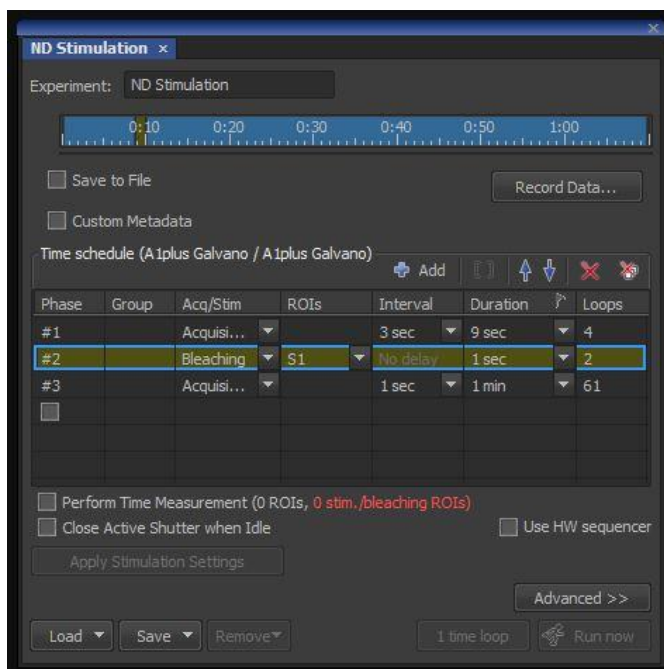 ND Stimulation ×
Experiment: ND Stimulation
0:10 0:20 0:30 0:40 0:50 1:00
Save to File
Record Data...
Custom Metadata
Time schedule (A1plus Galvano / A1plus Galvano)
Add
Phase Group Acq/Stim ROIs Interval Duration Loops
#1 Acquisi... 3 sec 9 sec 4
#2 Bleaching S1 No delay 1 sec 2
#3 Acquisi... 1 sec 1 min 61
Perform Time Measurement (0 ROIs, 0 stim./bleaching ROIs)
Close Active Shutter when Idle Use HW sequencer
Apply Stimulation Settings
Advanced >>
Load Save Remove 1 time loop Run now